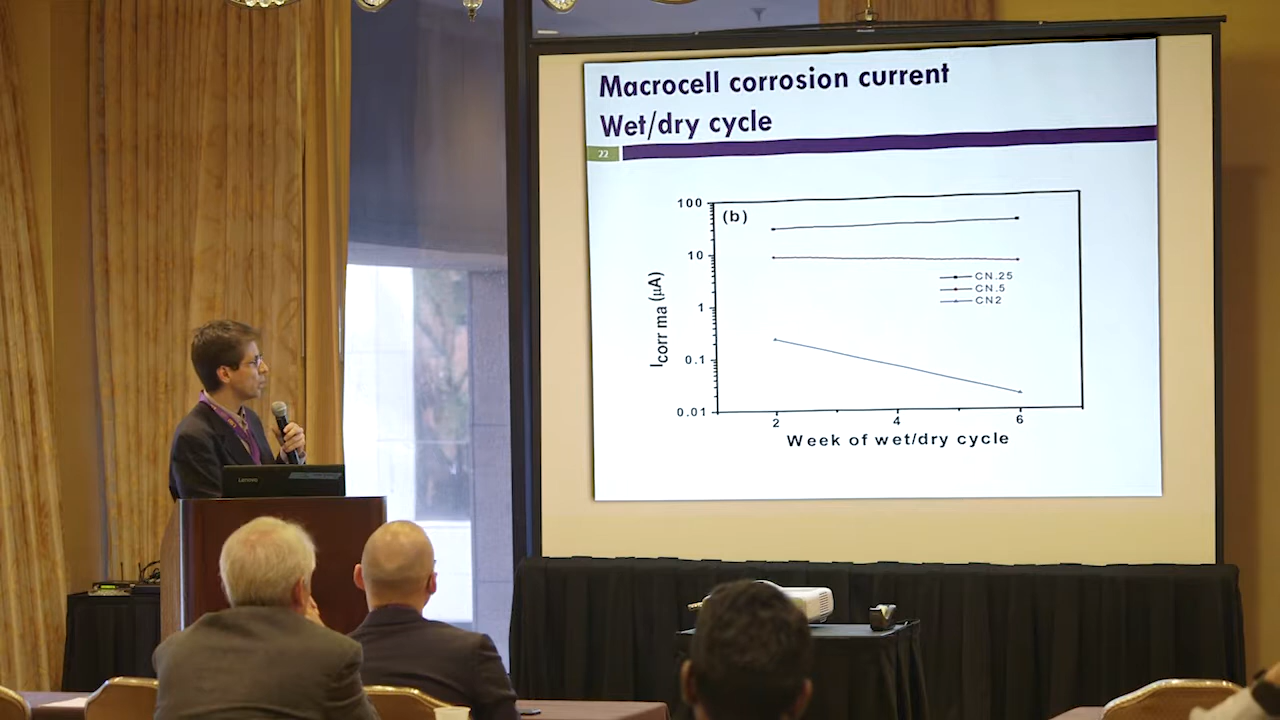 Macrocell corrosion current
Wet/dry cycle
22
(b)
100
10
1
0.1
0.01
Icorr ma (µA)
CN.25
CN.5
CN2
2 4 6
Week of wet/dry cycle
Lenovo